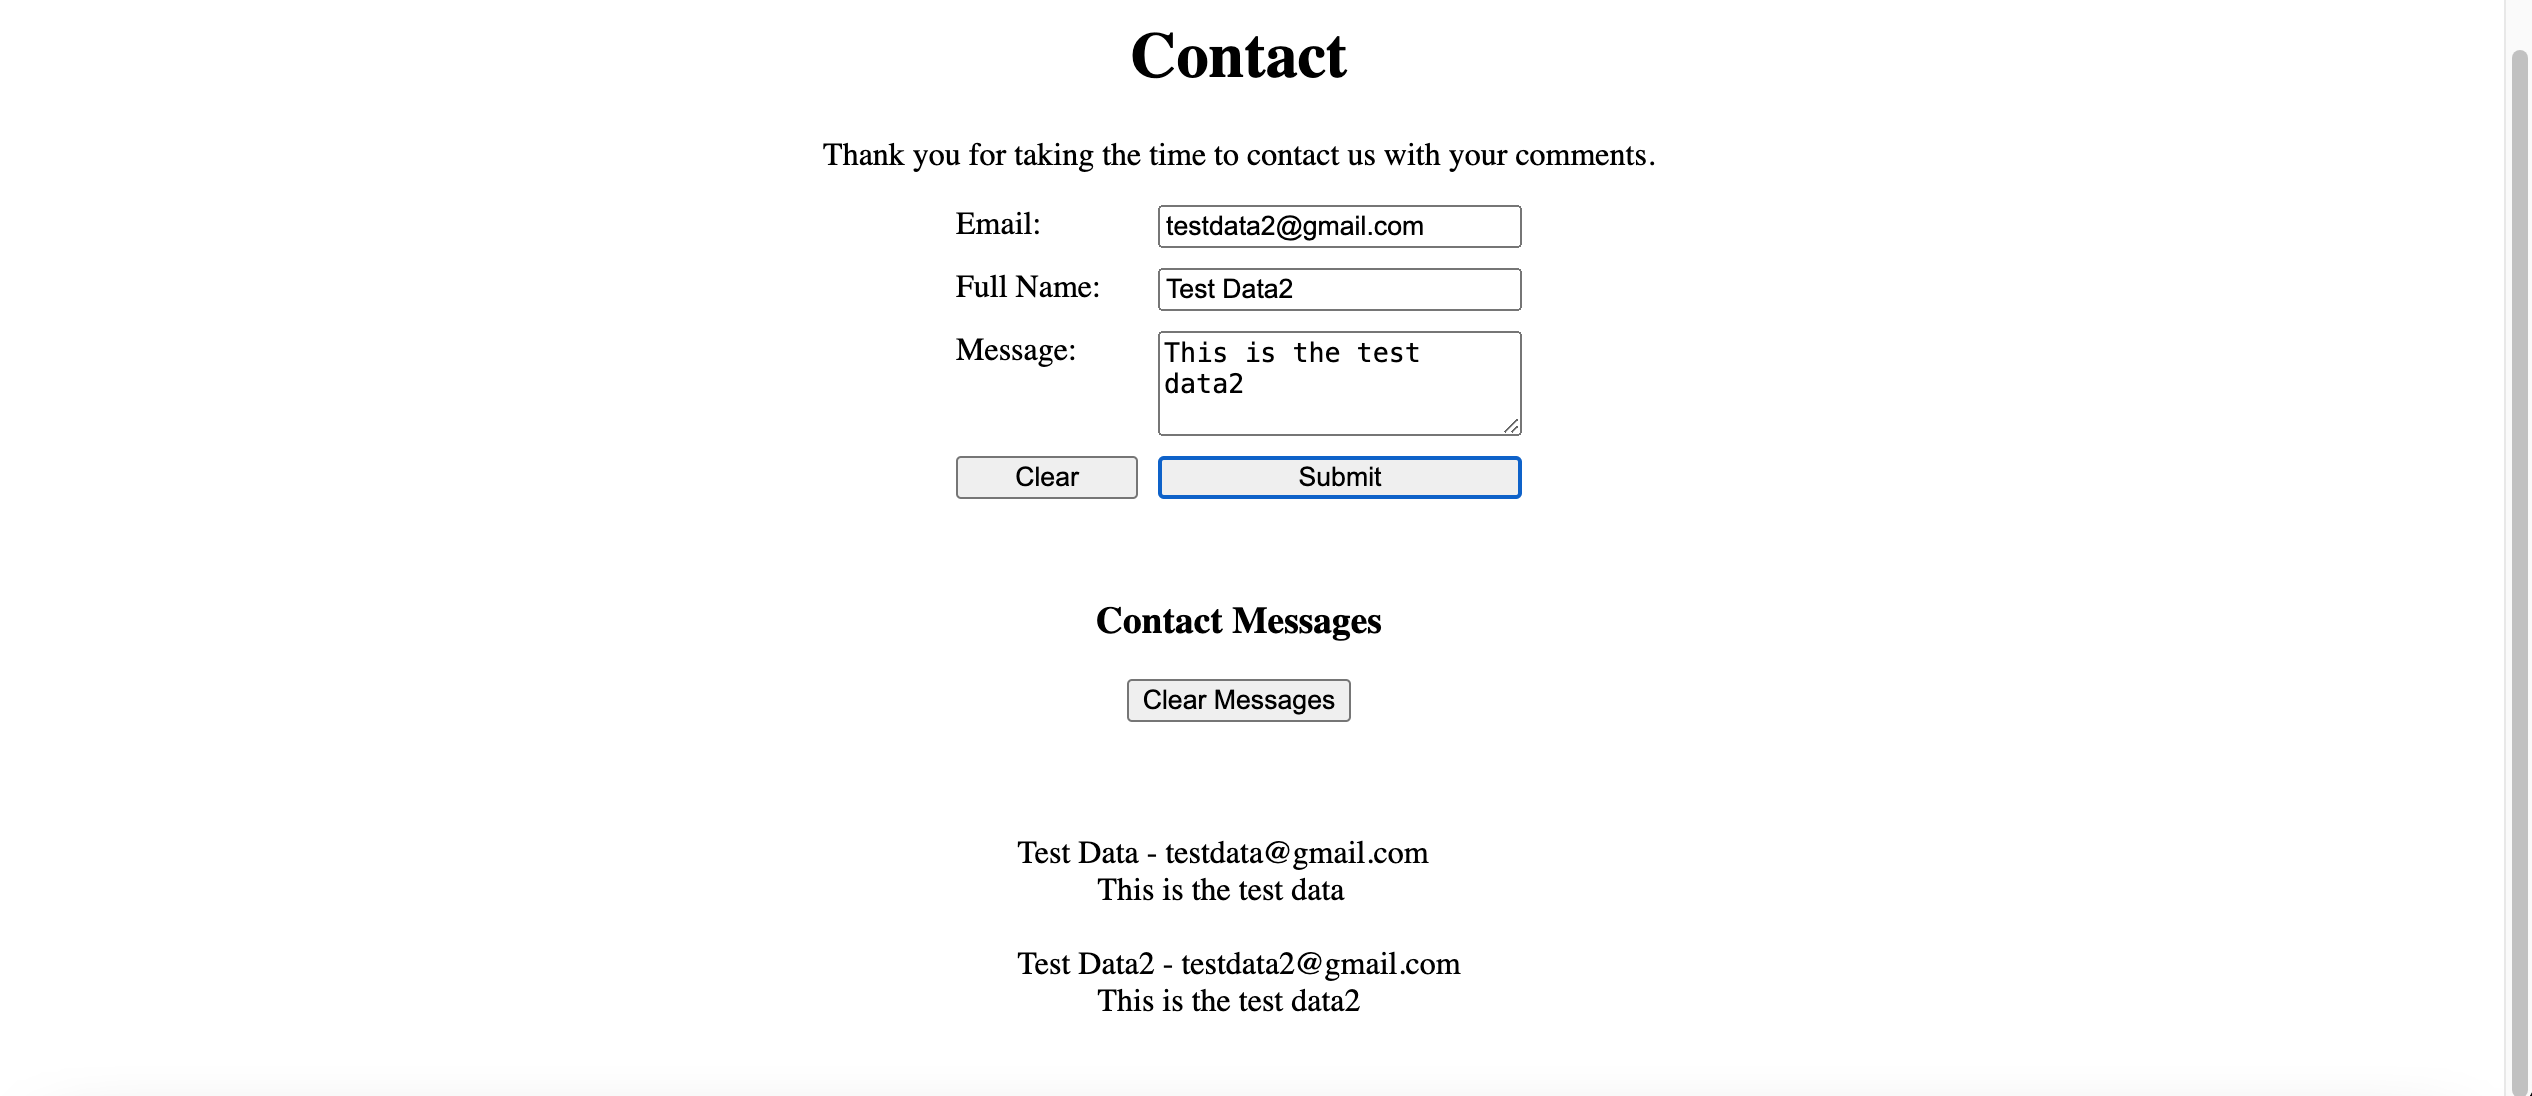 Contact
Thank you for taking the time to contact us with your comments.
Email: testdata2@gmail.com
Full Name: Test Data2
Message: This is the test
data2
Clear Submit
Contact Messages
Clear Messages
Test Data - testdata@gmail.com
This is the test data
Test Data2 - testdata2@gmail.com
This is the test data2